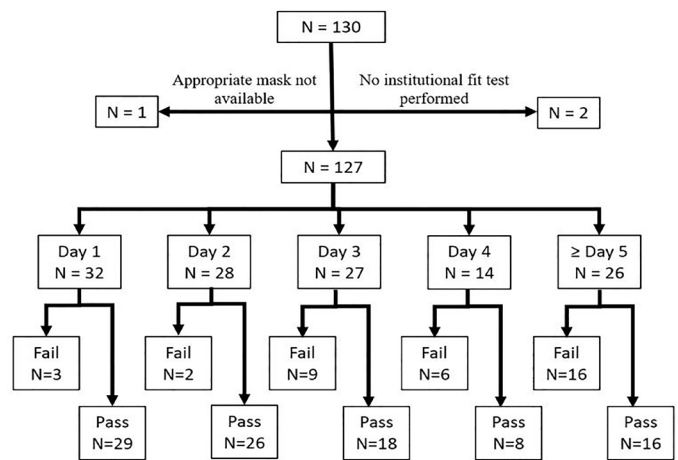 N = 130
Appropriate mask not
available
No institutional fit test
performed
N = 1
N = 2
N = 127
Day 1
N = 32
Day 2
N = 28
Day 3
N = 27
Day 4
N = 14
≥ Day 5
N = 26
Fail
N=3
Fail
N=2
Fail
N=9
Fail
N=6
Fail
N=16
Pass
N=29
Pass
N=26
Pass
N=18
Pass
N=8
Pass
N=16